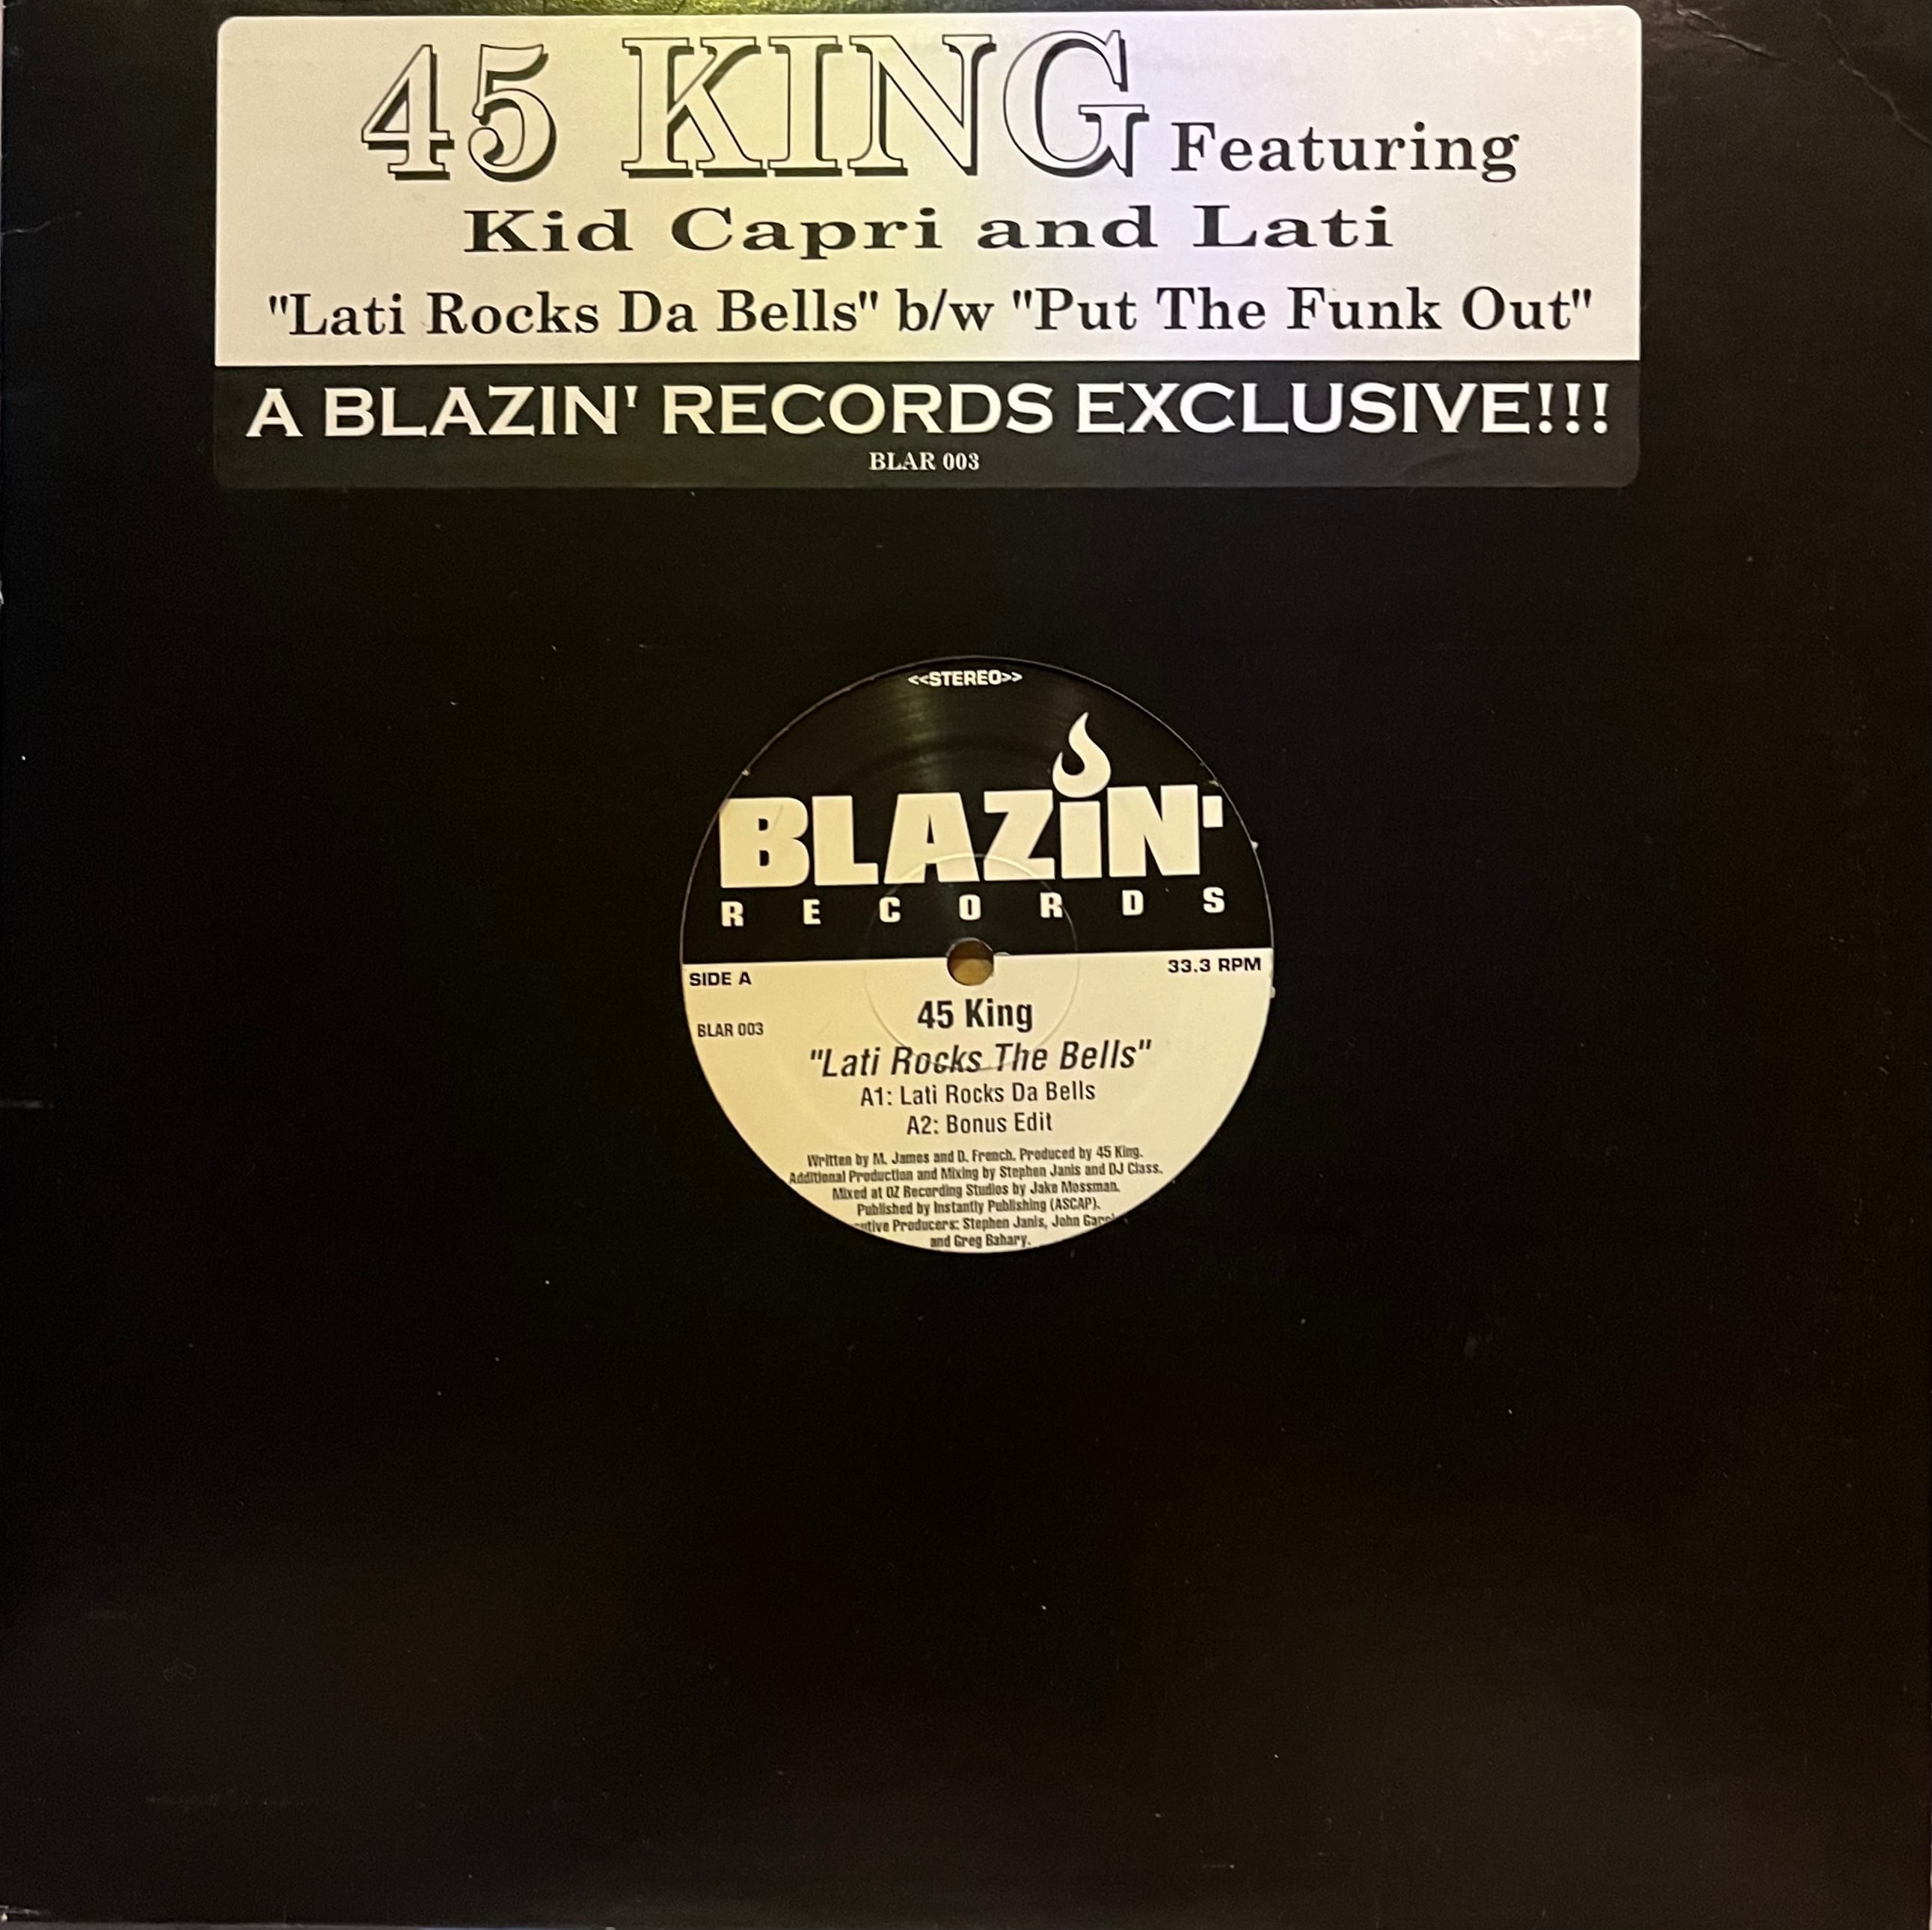 45 KING Featuring
Kid Capri and Lati
"Lati Rocks Da Bells" b/w "Put The Funk Out"
A BLAZIN' RECORDS EXCLUSIVE!!!
BLAR 003
<<STEREO>>
BLAZiN'
RECORDS
SIDE A
33.3 RPM
BLAR 003
45 King
"Lati Rocks The Bells"
A1: Lati Rocks Da Bells
A2: Bonus Edit
Written by M. James and D. French. Produced by 45 King.
Additional Production and Mixing by Stephen Janis and DJ Class.
Mixed at OZ Recording Studios by Jake Mossman.
Published by Instantly Publishing (ASCAP).
Producers: Stephen Janis, John
and Greg Bahary.